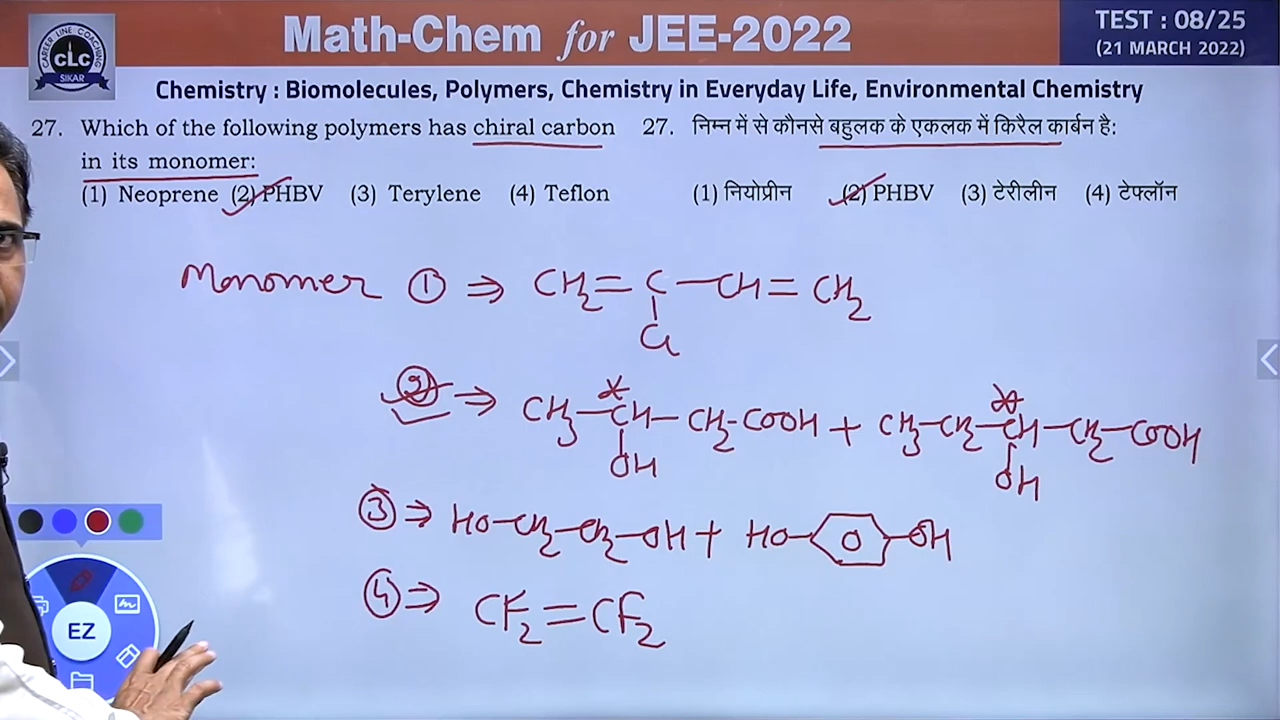 Math-Chem for JEE-2022
TEST : 08/25
(21 MARCH 2022)
CAREER LINE COACHING
CLC
SIKAR
Chemistry : Biomolecules, Polymers, Chemistry in Everyday Life, Environmental Chemistry
27. Which of the following polymers has chiral carbon
in its monomer:
(1) Neoprene (2) PHBV (3) Terylene (4) Teflon
27. निम्न में से कौनसे बहुलक के एकलक में किरैल कार्बन है:
(1) नियोप्रीन (2) PHBV (3) टेरीलीन (4) टेफ्लॉन
Monomer ① ⇒ CH2=C—CH=CH2
Cl
② ⇒ CH3—*CH—CH2-COOH + CH3—CH2—*CH—CH2—COOH
OH OH
③ ⇒ HO—CH2—CH2—OH + HO—⌬—OH
④ ⇒ CF2=CF2
EZ